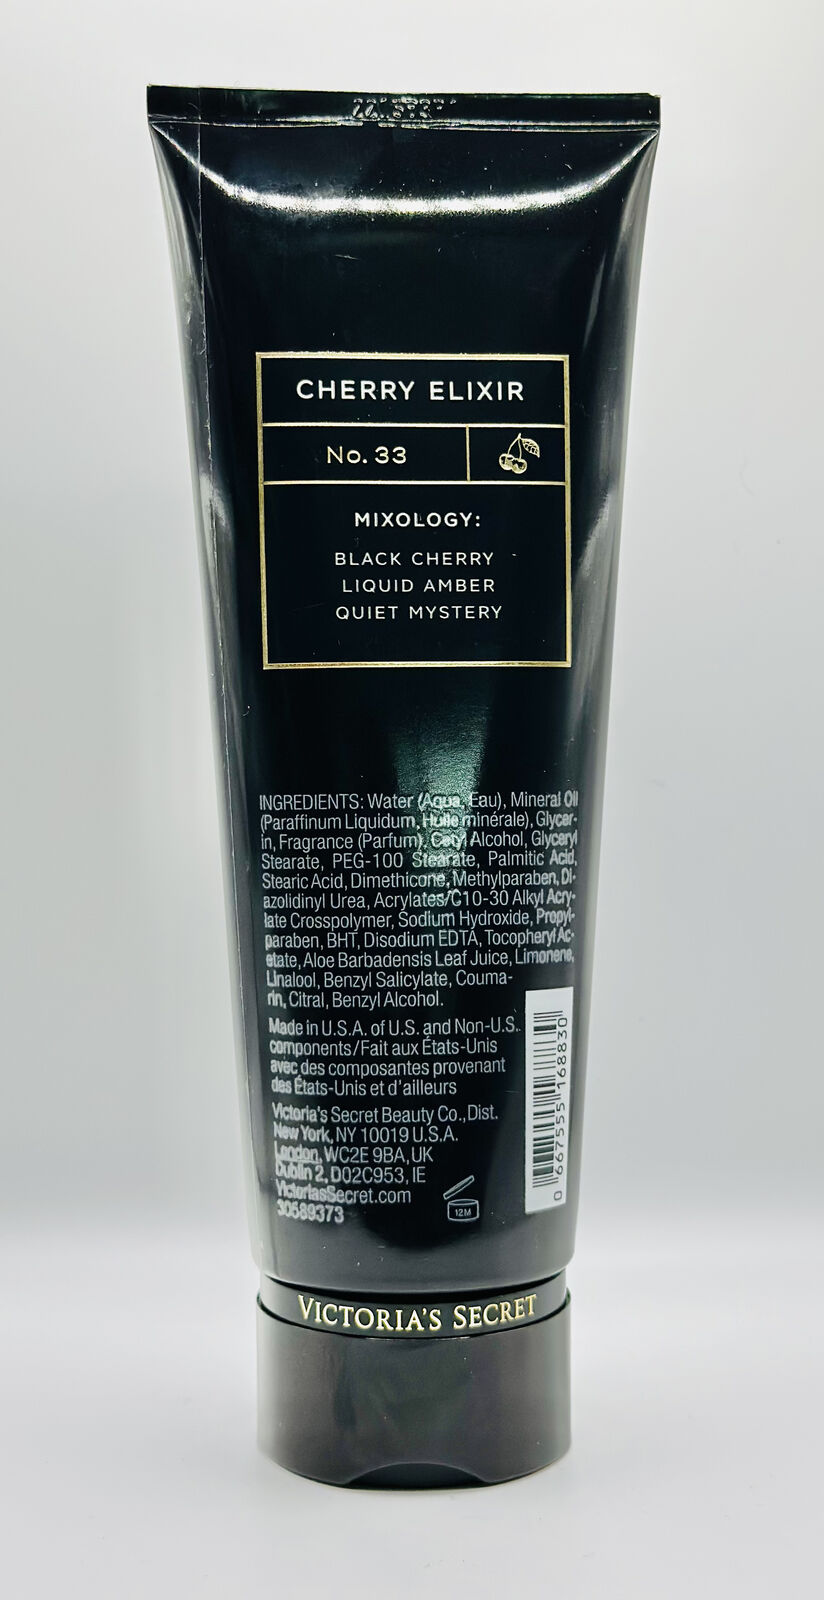 CHERRY ELIXIR
No. 33
MIXOLOGY:
BLACK CHERRY
LIQUID AMBER
QUIET MYSTERY
INGREDIENTS: Water (Aqua, Eau), Mineral Oil
(Paraffinum Liquidum, Huile minérale), Glycer-
in, Fragrance (Parfum), Cetyl Alcohol, Glyceryl
Stearate, PEG-100 Stearate, Palmitic Acid,
Stearic Acid, Dimethicone, Methylparaben, Di-
azolidinyl Urea, Acrylates/C10-30 Alkyl Acry-
late Crosspolymer, Sodium Hydroxide, Propyl-
paraben, BHT, Disodium EDTA, Tocopheryl Ac-
etate, Aloe Barbadensis Leaf Juice, Limonene,
Linalool, Benzyl Salicylate, Couma-
rin, Citral, Benzyl Alcohol.
Made in U.S.A. of U.S. and Non-U.S.
components/Fait aux États-Unis
avec des composantes provenant
des États-Unis et d'ailleurs
Victoria's Secret Beauty Co., Dist.
New York, NY 10019 U.S.A.
London, WC2E 9BA, UK
Dublin 2, D02C953, IE
VictoriasSecret.com
30589373
12M
0 667555 168830
VICTORIA'S SECRET